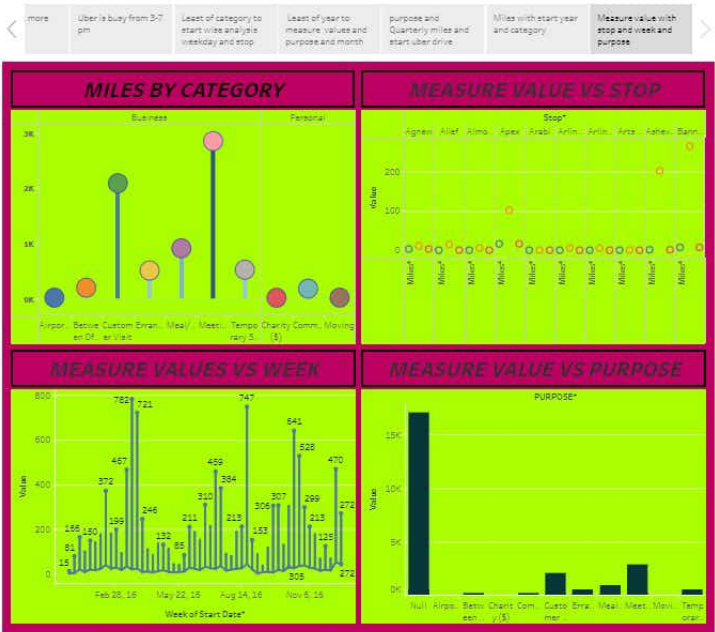 more
Uber is busy from 3-7
pm
Least of category to
start wise analysis
weekday and stop
Least of year to
measure values and
purpose and month
purpose and
Quarterly miles and
start uber drive
Miles with start year
and category
Measure value with
stop and week and
purpose
MILES BY CATEGORY
Business
Personal
3K
2K
1K
0K
Airpor..
Betwe
en Of..
Custom
er Visit
Erran..
Meal/..
Meeti..
Tempo
rary S..
Charity
($)
Comm..
Moving
MEASURE VALUE VS STOP
Stop*
Agnew
Alief
Almo..
Apex
Arabi
Arlin..
Arlin..
Arts..
Ashev..
Bann..
Value
200
100
0
Miles*
Miles*
Miles*
Miles*
Miles*
Miles*
Miles*
Miles*
Miles*
Miles*
MEASURE VALUES VS WEEK
Value
800
600
400
200
0
15
81
166
150
372
199
467
782
721
246
132
85
211
310
459
384
213
747
153
306
307
641
528
299
213
125
470
272
305
272
Feb 28, 16
May 22, 16
Aug 14, 16
Nov 6, 16
Week of Start Date*
MEASURE VALUE VS PURPOSE
PURPOSE*
Value
15K
10K
5K
0K
Null
Airpo..
Betw
een ..
Charit
y ($)
Com..
Custo
mer ..
Erra..
Meal..
Meet..
Movi..
Temp
orar..